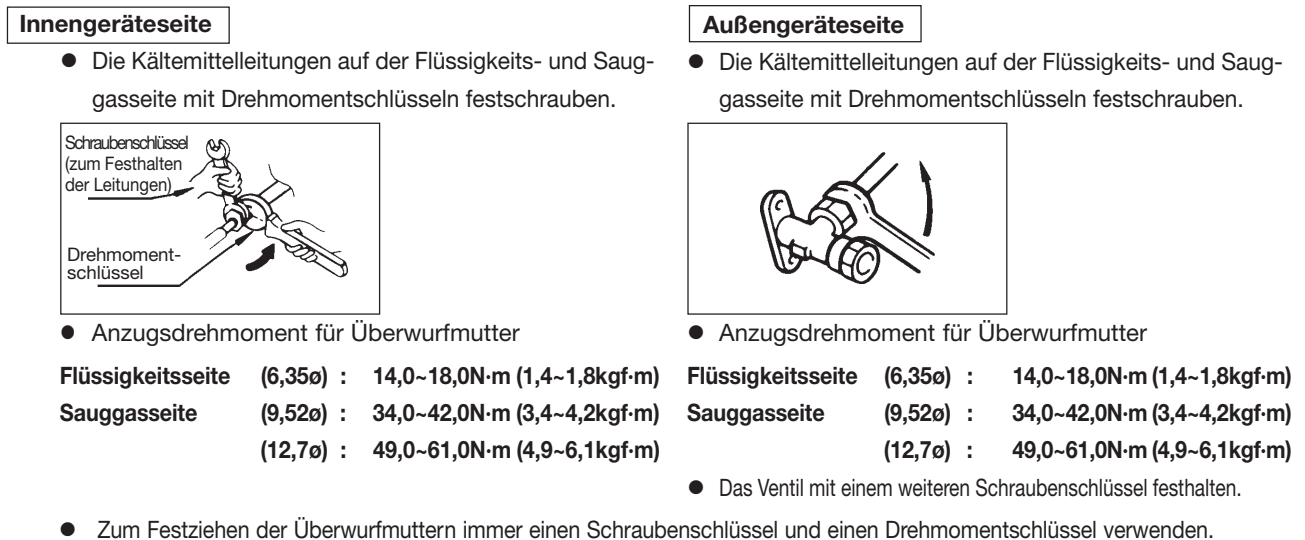 Innengeräteseite
● Die Kältemittelleitungen auf der Flüssigkeits- und Saug-
gasseite mit Drehmomentschlüsseln festschrauben.
Schraubenschlüssel
(zum Festhalten
der Leitungen)
Drehmoment-
schlüssel
● Anzugsdrehmoment für Überwurfmutter
Flüssigkeitsseite (6,35ø) : 14,0~18,0N·m (1,4~1,8kgf·m)
Sauggasseite (9,52ø) : 34,0~42,0N·m (3,4~4,2kgf·m)
(12,7ø) : 49,0~61,0N·m (4,9~6,1kgf·m)
Außengeräteseite
● Die Kältemittelleitungen auf der Flüssigkeits- und Saug-
gasseite mit Drehmomentschlüsseln festschrauben.
● Anzugsdrehmoment für Überwurfmutter
Flüssigkeitsseite (6,35ø) : 14,0~18,0N·m (1,4~1,8kgf·m)
Sauggasseite (9,52ø) : 34,0~42,0N·m (3,4~4,2kgf·m)
(12,7ø) : 49,0~61,0N·m (4,9~6,1kgf·m)
● Das Ventil mit einem weiteren Schraubenschlüssel festhalten.
● Zum Festziehen der Überwurfmuttern immer einen Schraubenschlüssel und einen Drehmomentschlüssel verwenden.